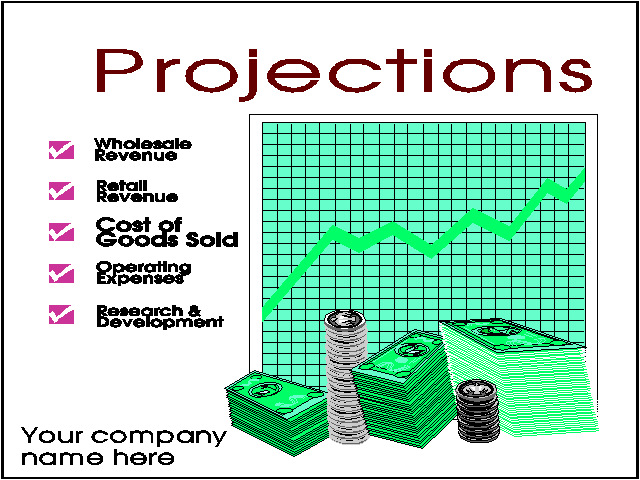 Projections
Wholesale
Revenue
Retail
Revenue
Cost of
Goods Sold
Operating
Expenses
Research &
Development
Your company
name here